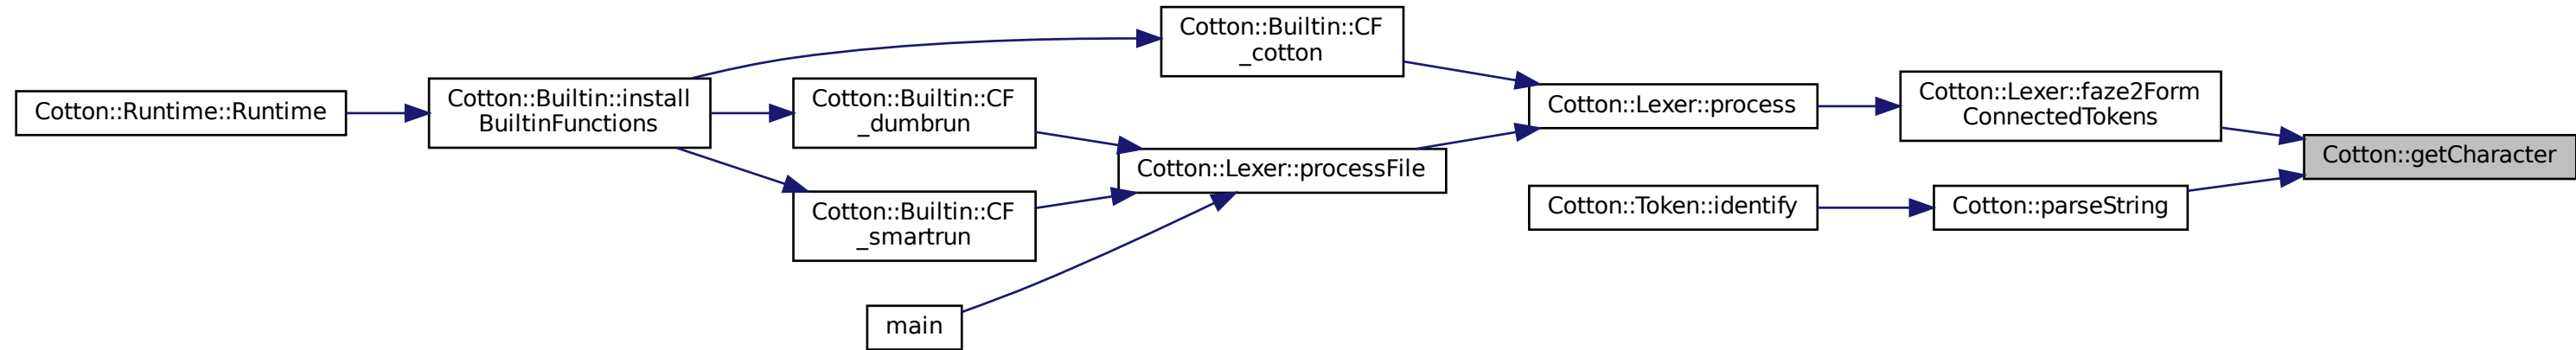 Cotton::Runtime::Runtime
Cotton::Builtin::install
BuiltinFunctions
Cotton::Builtin::CF
_cotton
Cotton::Builtin::CF
_dumbrun
Cotton::Builtin::CF
_smartrun
main
Cotton::Lexer::processFile
Cotton::Lexer::process
Cotton::Token::identify
Cotton::Lexer::faze2Form
ConnectedTokens
Cotton::parseString
Cotton::getCharacter